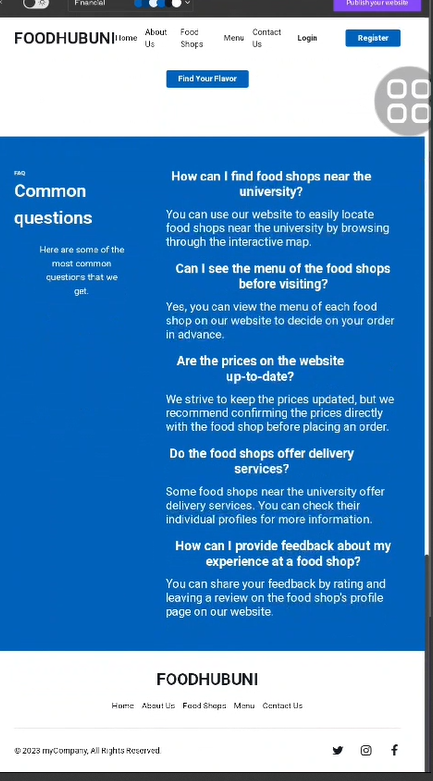 Financial
Publish your website
FOODHUBUNI
Home
About
Us
Food
Shops
Menu
Contact
Us
Login
Register
Find Your Flavor
FAQ
Common
questions
Here are some of the
most common
questions that we
get.
How can I find food shops near the
university?
You can use our website to easily locate
food shops near the university by browsing
through the interactive map.
Can I see the menu of the food shops
before visiting?
Yes, you can view the menu of each food
shop on our website to decide on your order
in advance.
Are the prices on the website
up-to-date?
We strive to keep the prices updated, but we
recommend confirming the prices directly
with the food shop before placing an order.
Do the food shops offer delivery
services?
Some food shops near the university offer
delivery services. You can check their
individual profiles for more information.
How can I provide feedback about my
experience at a food shop?
You can share your feedback by rating and
leaving a review on the food shop's profile
page on our website.
FOODHUBUNI
Home About Us Food Shops Menu Contact Us
© 2023 myCompany, All Rights Reserved.